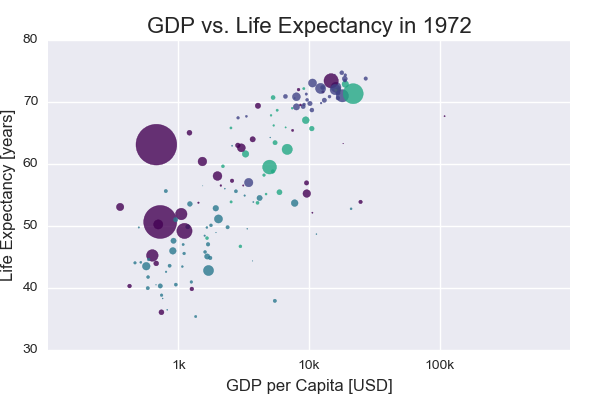 GDP vs. Life Expectancy in 1972
80
70
60
50
40
30
Life Expectancy [years]
1k
10k
100k
GDP per Capita [USD]